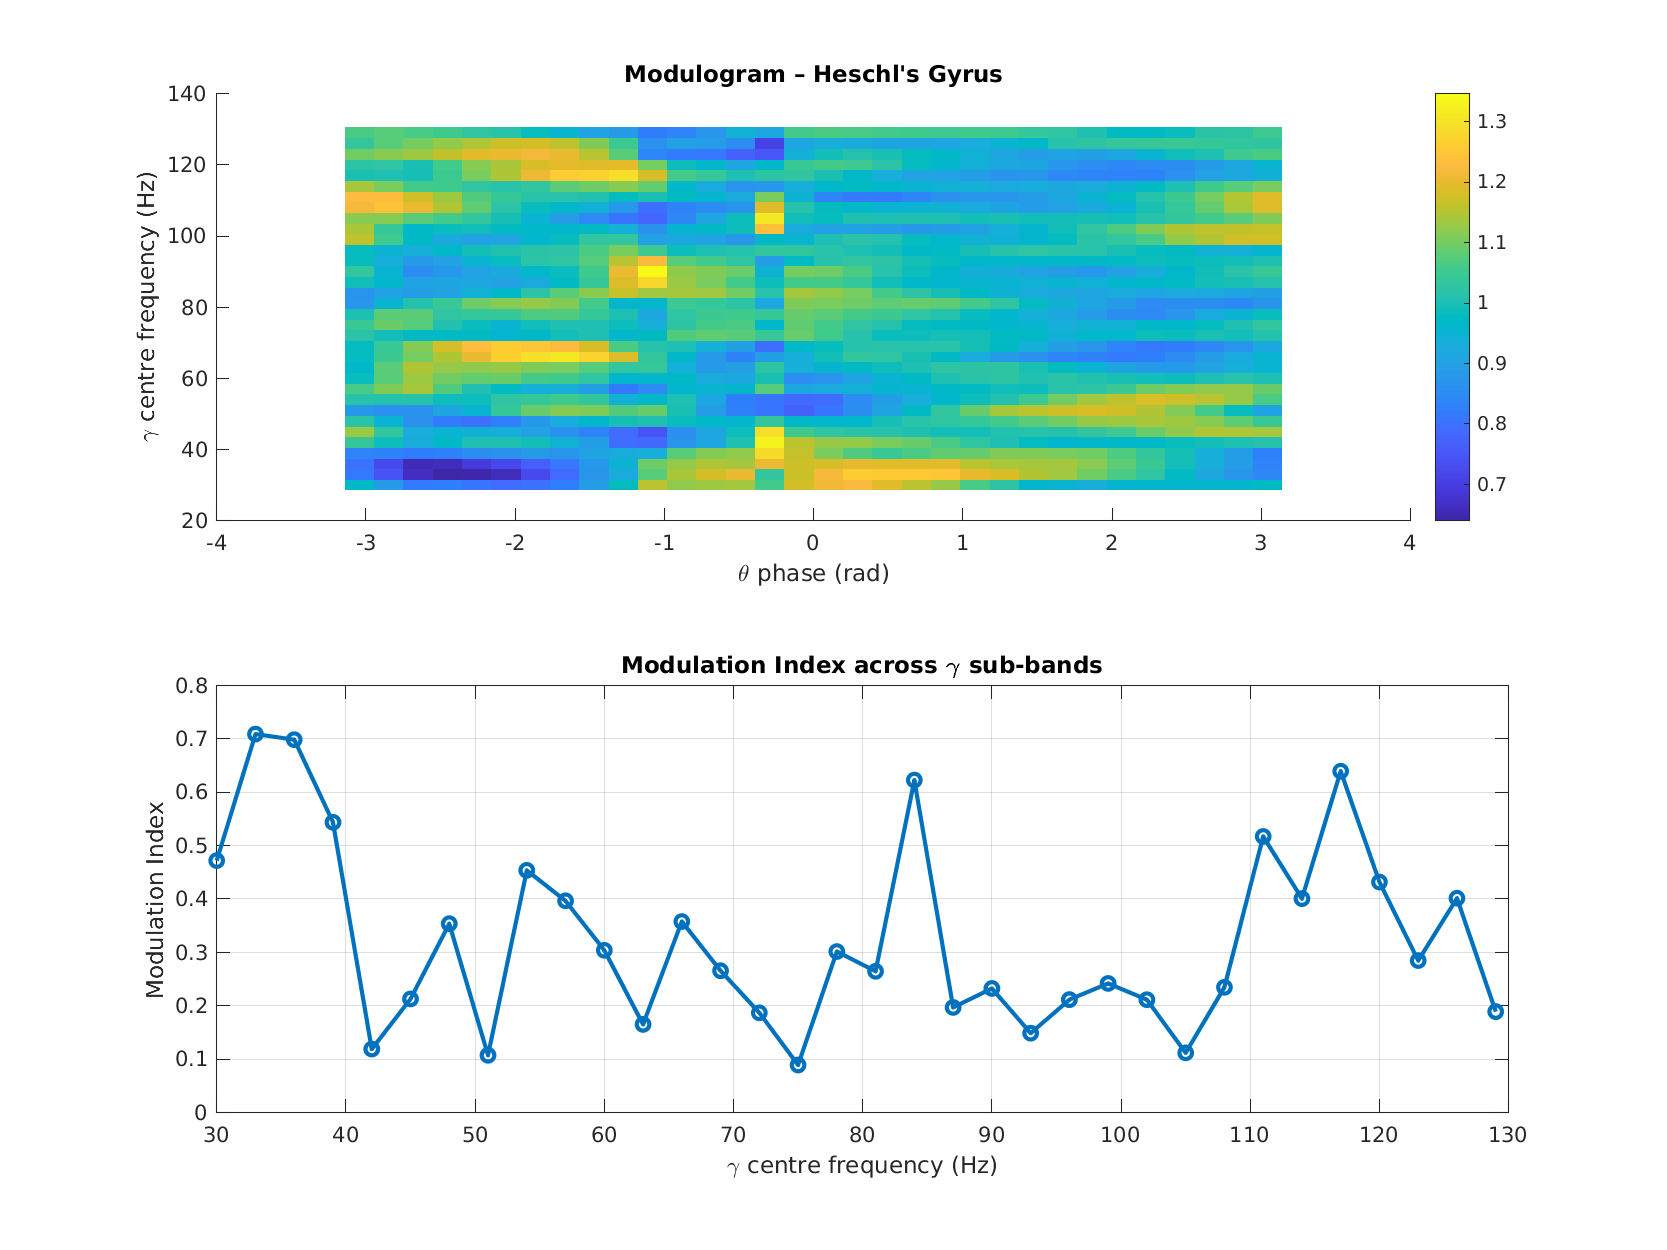 Modulogram – Heschl's Gyrus
γ centre frequency (Hz)
140
120
100
80
60
40
20
-4 -3 -2 -1 0 1 2 3 4
θ phase (rad)
1.3
1.2
1.1
1
0.9
0.8
0.7
Modulation Index across γ sub-bands
Modulation Index
0.8
0.7
0.6
0.5
0.4
0.3
0.2
0.1
0
30 40 50 60 70 80 90 100 110 120 130
γ centre frequency (Hz)